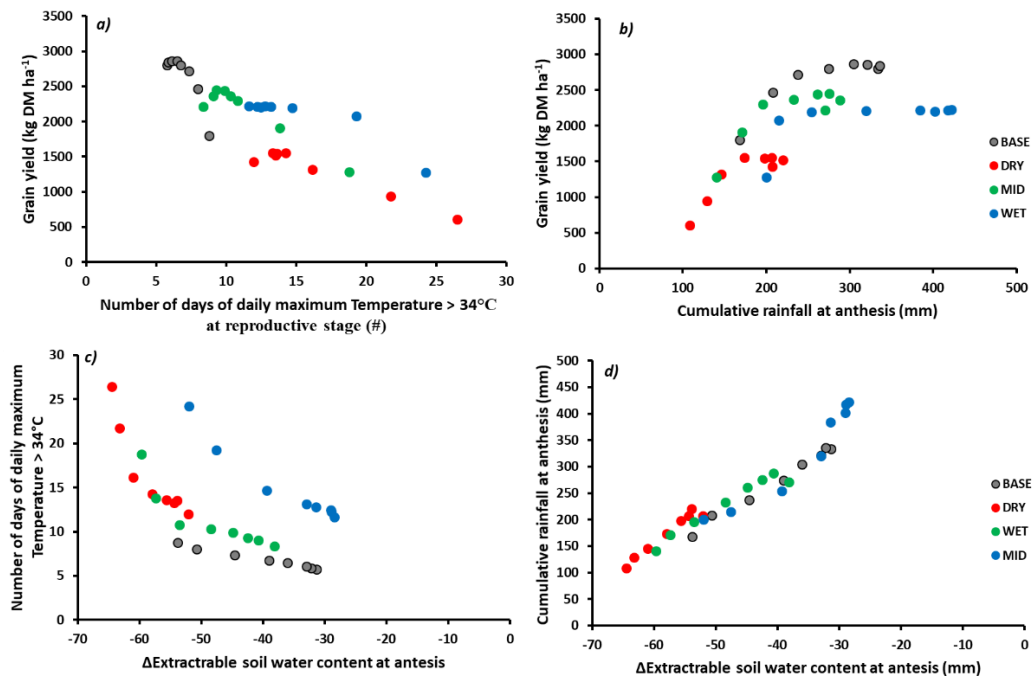 a)
Grain yield (kg DM ha⁻¹)
3500
3000
2500
2000
1500
1000
500
0
0 5 10 15 20 25 30
Number of days of daily maximum Temperature > 34°C
at reproductive stage (#)
b)
Grain yield (kg DM ha⁻¹)
3500
3000
2500
2000
1500
1000
500
0
0 100 200 300 400 500
Cumulative rainfall at anthesis (mm)
BASE
DRY
MID
WET
c)
Number of days of daily maximum
Temperature > 34°C
30
25
20
15
10
5
0
-70 -60 -50 -40 -30 -20 -10 0
ΔExtractrable soil water content at antesis
d)
Cumulative rainfall at anthesis (mm)
500
450
400
350
300
250
200
150
100
50
0
-70 -60 -50 -40 -30 -20 -10 0
ΔExtractrable soil water content at antesis (mm)
BASE
DRY
WET
MID